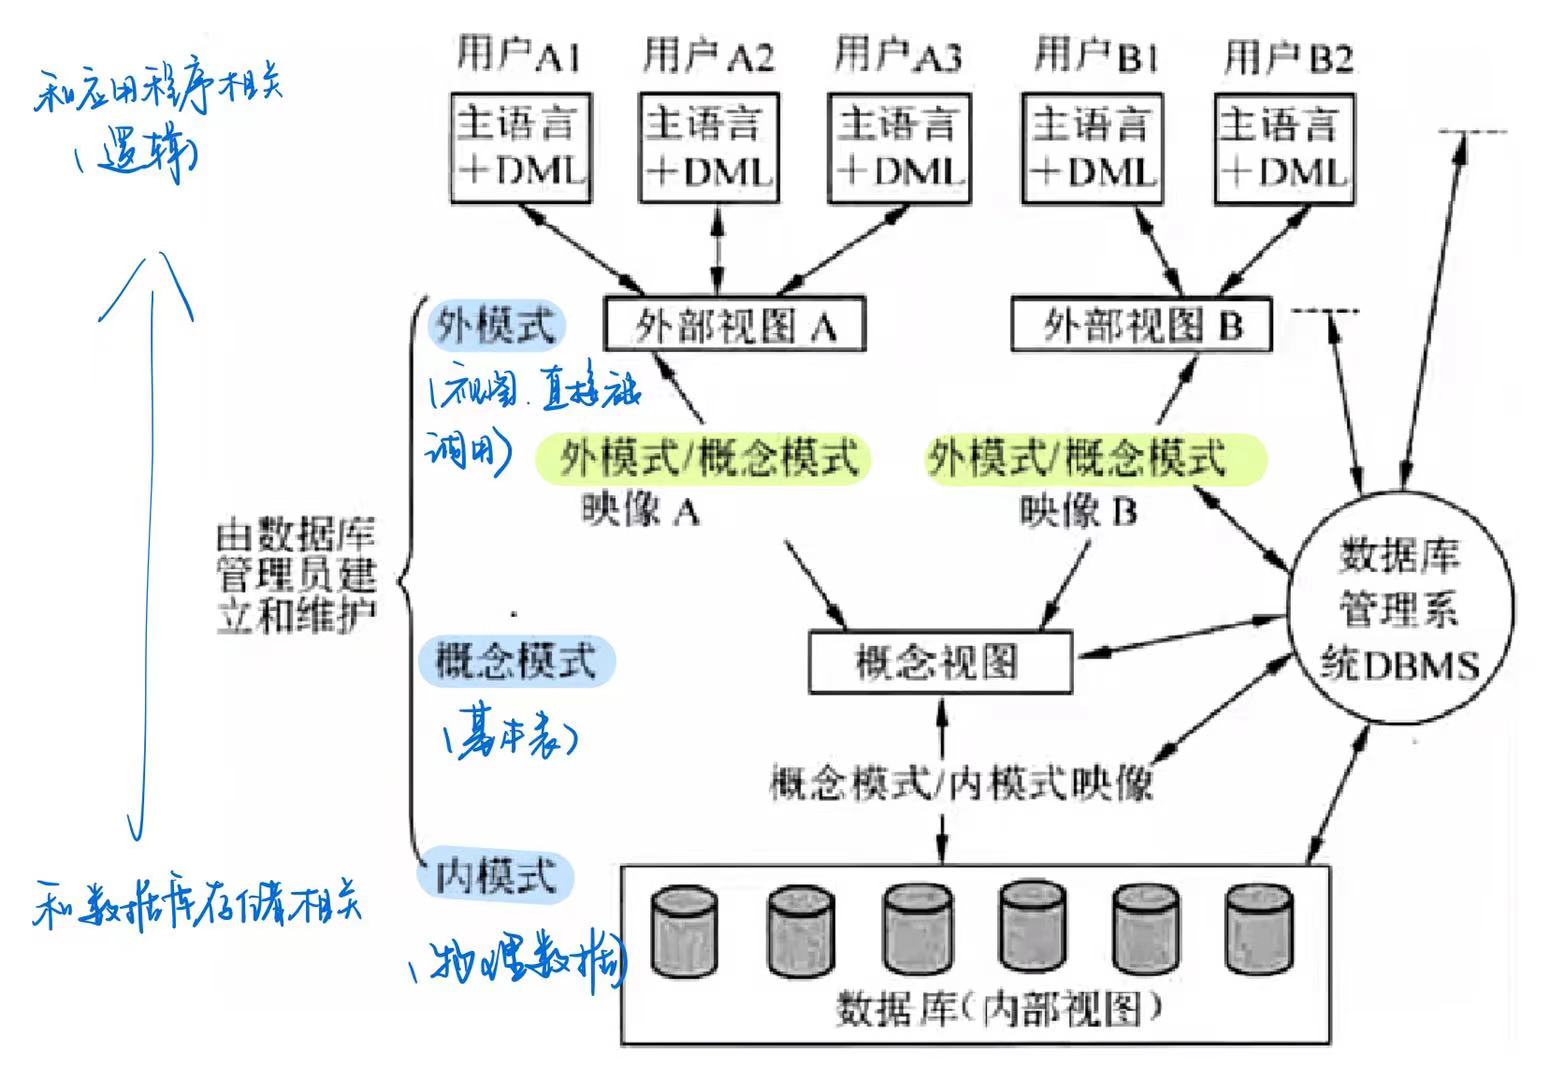 用户A1
用户A2
用户A3
用户B1
用户B2
和应用程序相关
(逻辑)
主语言
+DML
主语言
+DML
主语言
+DML
主语言
+DML
主语言
+DML
外模式
外部视图 A
外部视图 B
(视图.直接被
调用)
外模式/概念模式
映像 A
外模式/概念模式
映像 B
由数据库
管理员建
立和维护
数据库
管理系
统DBMS
概念模式
概念视图
(基本表)
概念模式/内模式映像
内模式
和数据库存储相关
(物理数据)
数据库(内部视图)